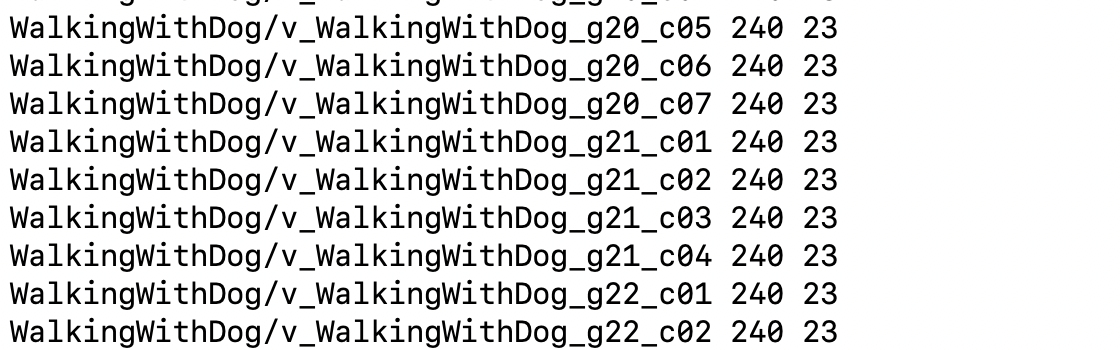 WalkingWithDog/v_WalkingWithDog_g20_c05 240 23
WalkingWithDog/v_WalkingWithDog_g20_c06 240 23
WalkingWithDog/v_WalkingWithDog_g20_c07 240 23
WalkingWithDog/v_WalkingWithDog_g21_c01 240 23
WalkingWithDog/v_WalkingWithDog_g21_c02 240 23
WalkingWithDog/v_WalkingWithDog_g21_c03 240 23
WalkingWithDog/v_WalkingWithDog_g21_c04 240 23
WalkingWithDog/v_WalkingWithDog_g22_c01 240 23
WalkingWithDog/v_WalkingWithDog_g22_c02 240 23